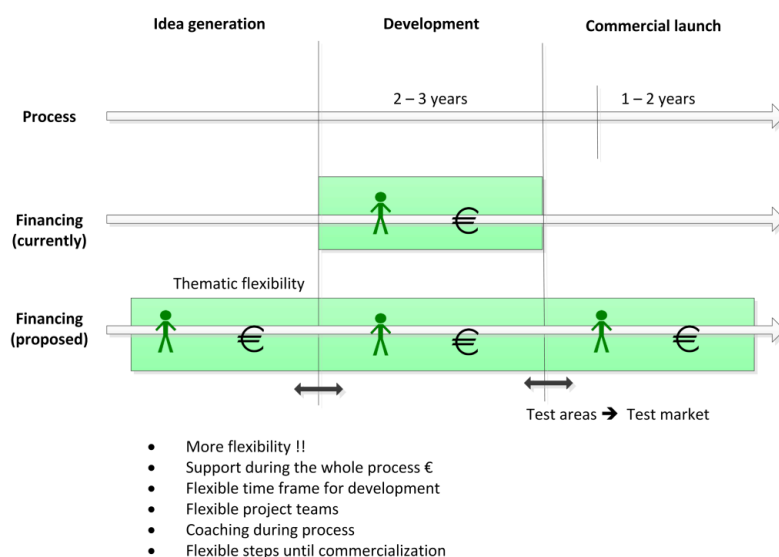 Idea generation
Development
Commercial launch
Process
2 – 3 years
1 – 2 years
Financing
(currently)
€
Thematic flexibility
Financing
(proposed)
€
€
€
Test areas ➔ Test market
• More flexibility !!
• Support during the whole process €
• Flexible time frame for development
• Flexible project teams
• Coaching during process
• Flexible steps until commercialization